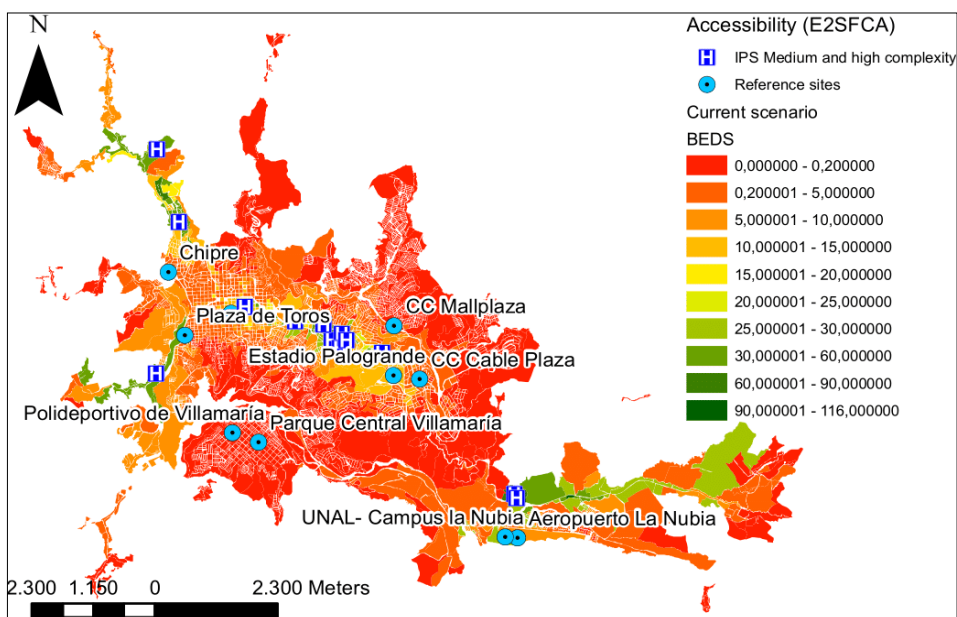 N
Accessibility (E2SFCA)
H IPS Medium and high complexity
Reference sites
Current scenario
BEDS
0,000000 - 0,200000
0,200001 - 5,000000
5,000001 - 10,000000
10,000001 - 15,000000
15,000001 - 20,000000
20,000001 - 25,000000
25,000001 - 30,000000
30,000001 - 60,000000
60,000001 - 90,000000
90,000001 - 116,000000
H
H
Chipre
CC Mallplaza
H
Plaza de Toros
H
Estadio Palogrande
CC Cable Plaza
H
Polideportivo de Villamaría
Parque Central Villamaría
H
UNAL- Campus la Nubia
Aeropuerto La Nubia
2.300 1.150 0 2.300 Meters